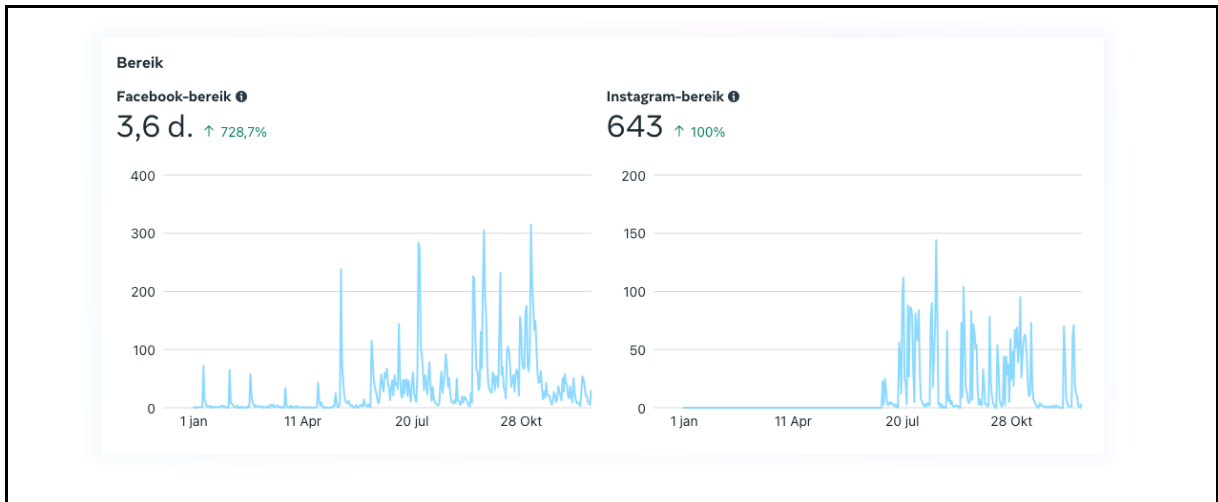 Bereik
Facebook-bereik
3,6 d. ↑ 728,7%
400
300
200
100
0
1 jan 11 Apr 20 jul 28 Okt
Instagram-bereik
643 ↑ 100%
200
150
100
50
0
1 jan 11 Apr 20 jul 28 Okt